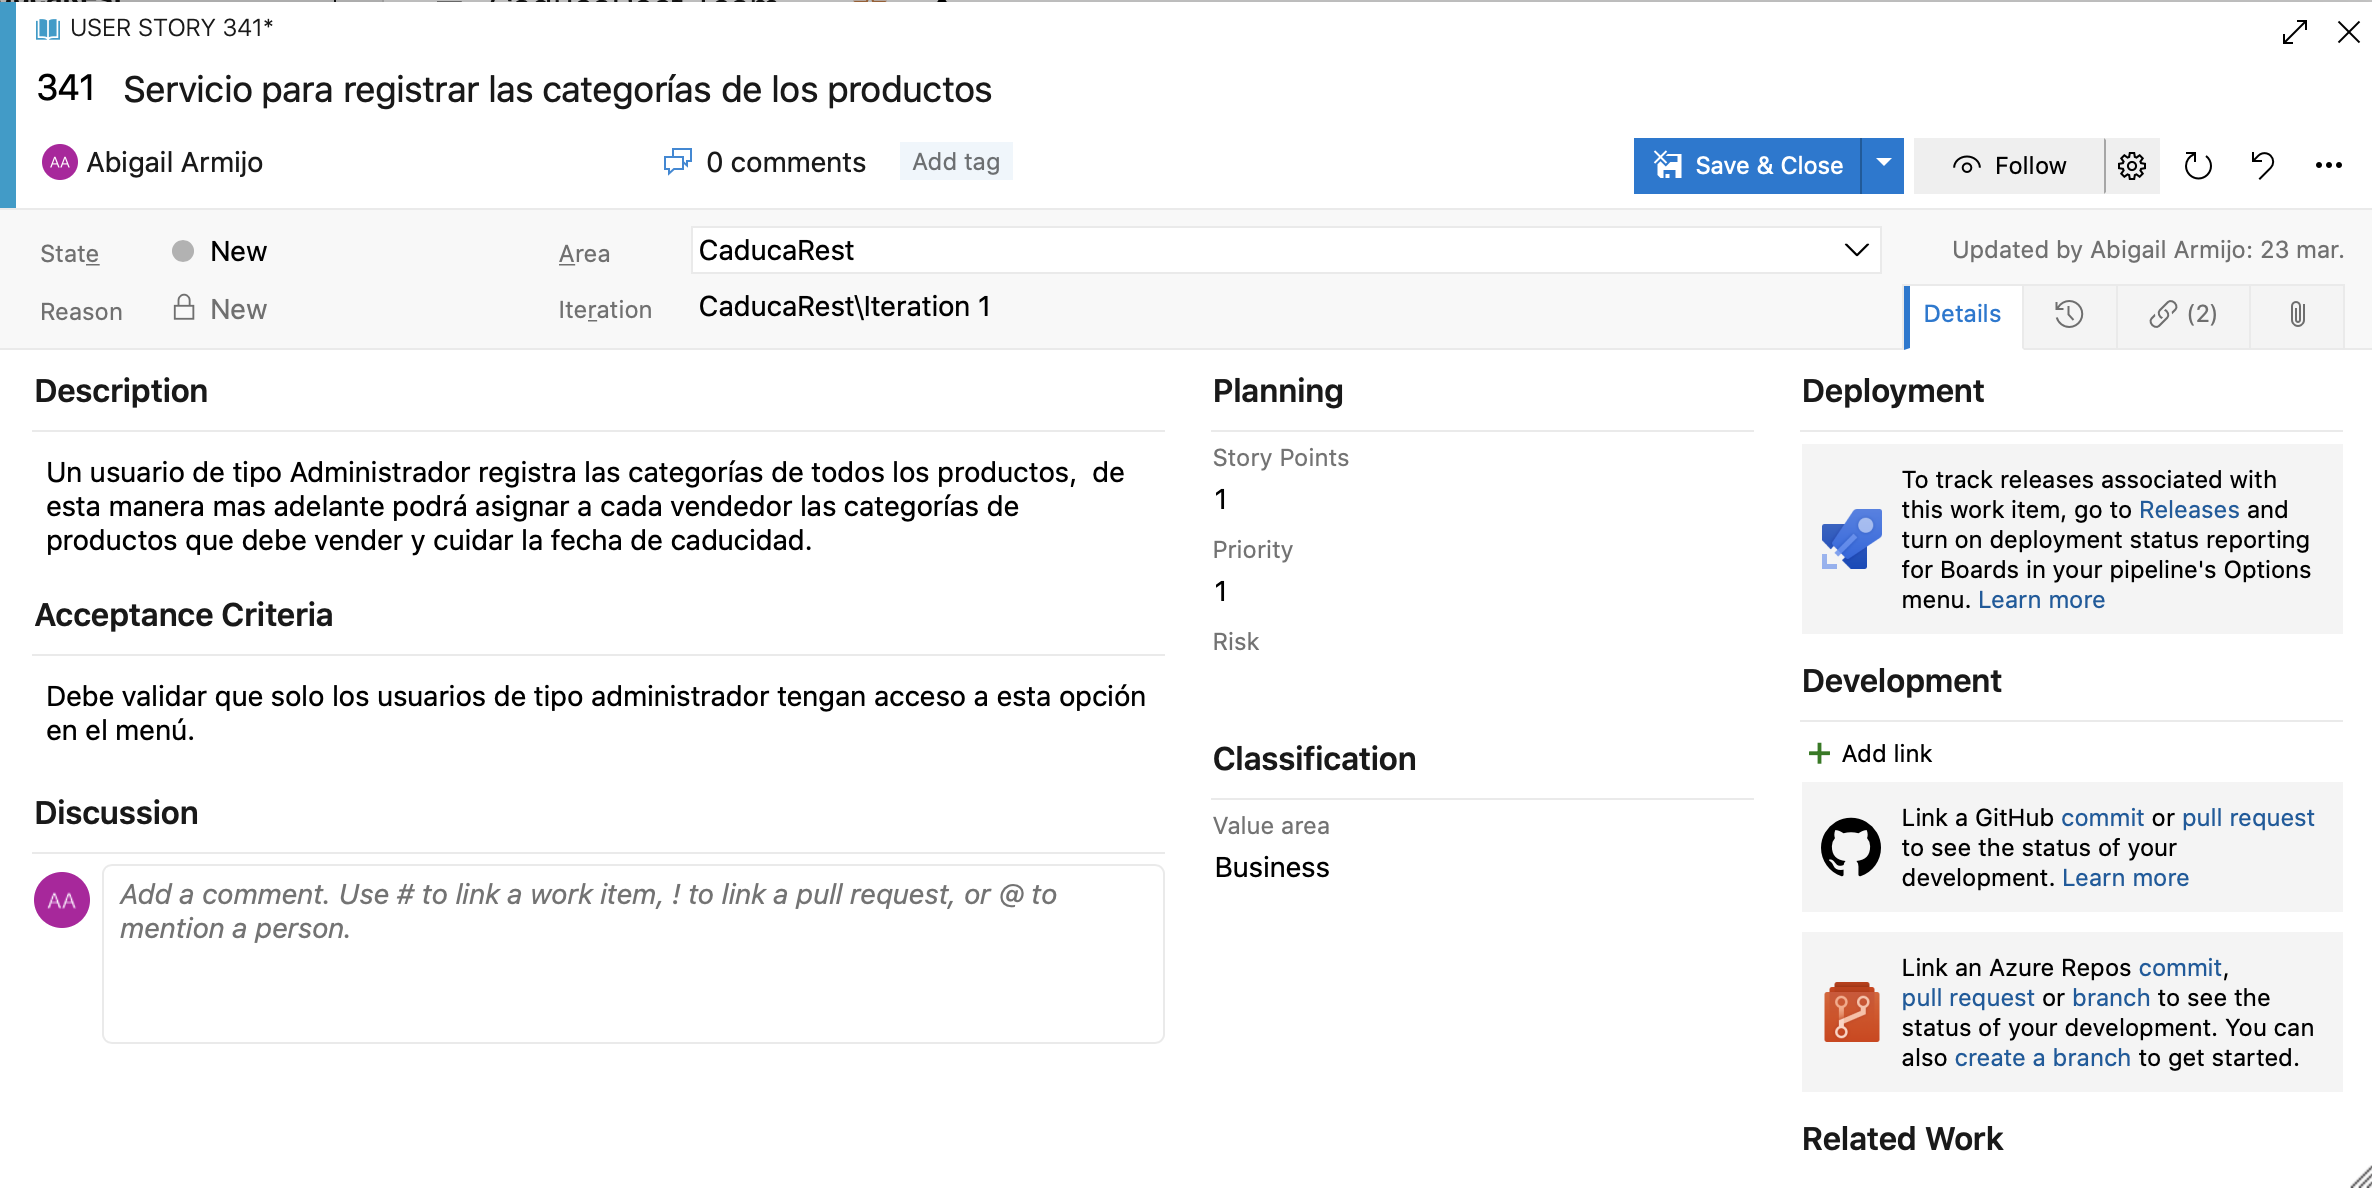 USER STORY 341*
341 Servicio para registrar las categorías de los productos
AA Abigail Armijo
0 comments
Add tag
Save & Close
Follow
State
New
Area
CaducaRest
Updated by Abigail Armijo: 23 mar.
Reason
New
Iteration
CaducaRest\Iteration 1
Details
(2)
Description
Un usuario de tipo Administrador registra las categorías de todos los productos,  de
esta manera mas adelante podrá asignar a cada vendedor las categorías de
productos que debe vender y cuidar la fecha de caducidad.
Acceptance Criteria
Debe validar que solo los usuarios de tipo administrador tengan acceso a esta opción
en el menú.
Discussion
AA
Add a comment. Use # to link a work item, ! to link a pull request, or @ to
mention a person.
Planning
Story Points
1
Priority
1
Risk
Classification
Value area
Business
Deployment
To track releases associated with
this work item, go to Releases and
turn on deployment status reporting
for Boards in your pipeline's Options
menu. Learn more
Development
Add link
Link a GitHub commit or pull request
to see the status of your
development. Learn more
Link an Azure Repos commit,
pull request or branch to see the
status of your development. You can
also create a branch to get started.
Related Work